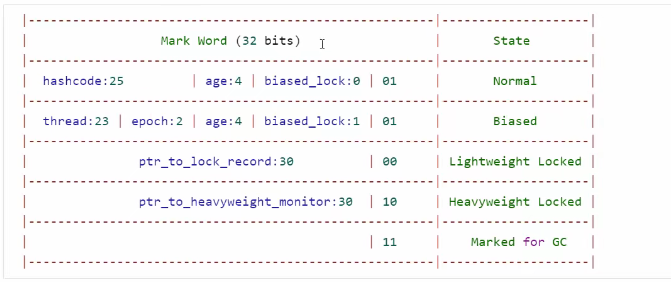 |-------------------------------------------------------|--------------------|
| Mark Word (32 bits) | State |
|-------------------------------------------------------|--------------------|
| hashcode:25 | age:4 | biased_lock:0 | 01 | Normal |
|-------------------------------------------------------|--------------------|
| thread:23 | epoch:2 | age:4 | biased_lock:1 | 01 | Biased |
|-------------------------------------------------------|--------------------|
| ptr_to_lock_record:30 | 00 | Lightweight Locked |
|-------------------------------------------------------|--------------------|
| ptr_to_heavyweight_monitor:30 | 10 | Heavyweight Locked |
|-------------------------------------------------------|--------------------|
| | 11 | Marked for GC |
|-------------------------------------------------------|--------------------|